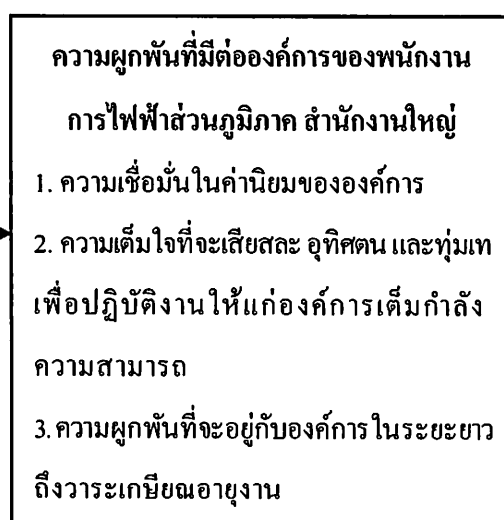 ความผูกพันที่มีต่อองค์การของพนักงาน
การไฟฟ้าส่วนภูมิภาค สำนักงานใหญ่
1. ความเชื่อมั่นในค่านิยมขององค์การ
2. ความเต็มใจที่จะเสียสละ อุทิศตน และทุ่มเท
เพื่อปฏิบัติงานให้แก่องค์การเต็มกำลัง
ความสามารถ
3. ความผูกพันที่จะอยู่กับองค์การในระยะยาว
ถึงวาระเกษียณอายุงาน